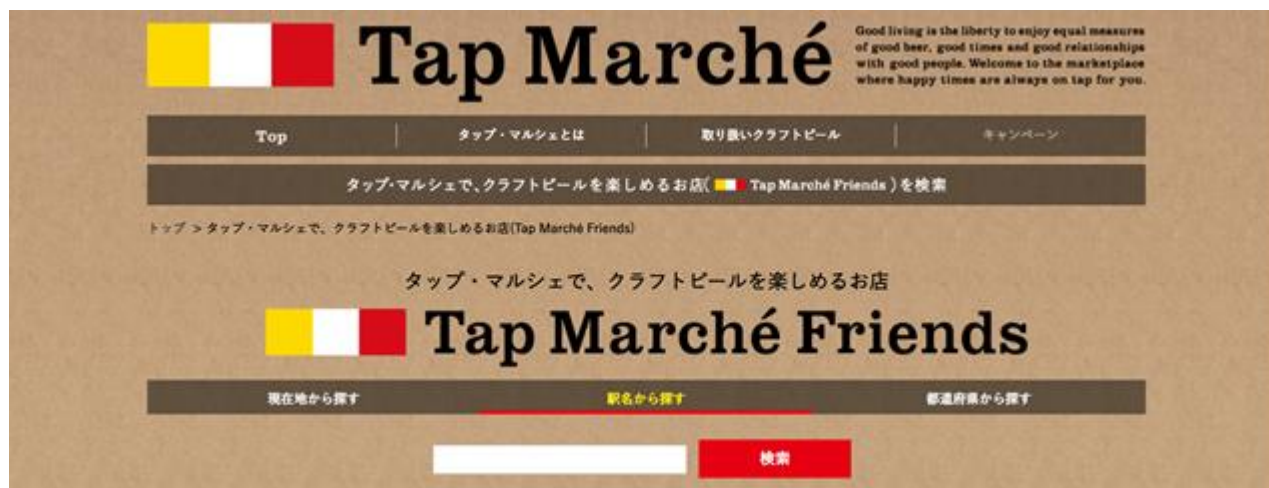 Tap Marché
Good living is the liberty to enjoy equal measures
of good beer, good times and good relationships
with good people. Welcome to the marketplace
where happy times are always on tap for you.
Top
タップ・マルシェとは
取り扱いクラフトビール
キャンペーン
タップ・マルシェで、クラフトビールを楽しめるお店( Tap Marché Friends )を検索
トップ > タップ・マルシェで、クラフトビールを楽しめるお店(Tap Marché Friends)
タップ・マルシェで、クラフトビールを楽しめるお店
Tap Marché Friends
現在地から探す
駅名から探す
都道府県から探す
検索